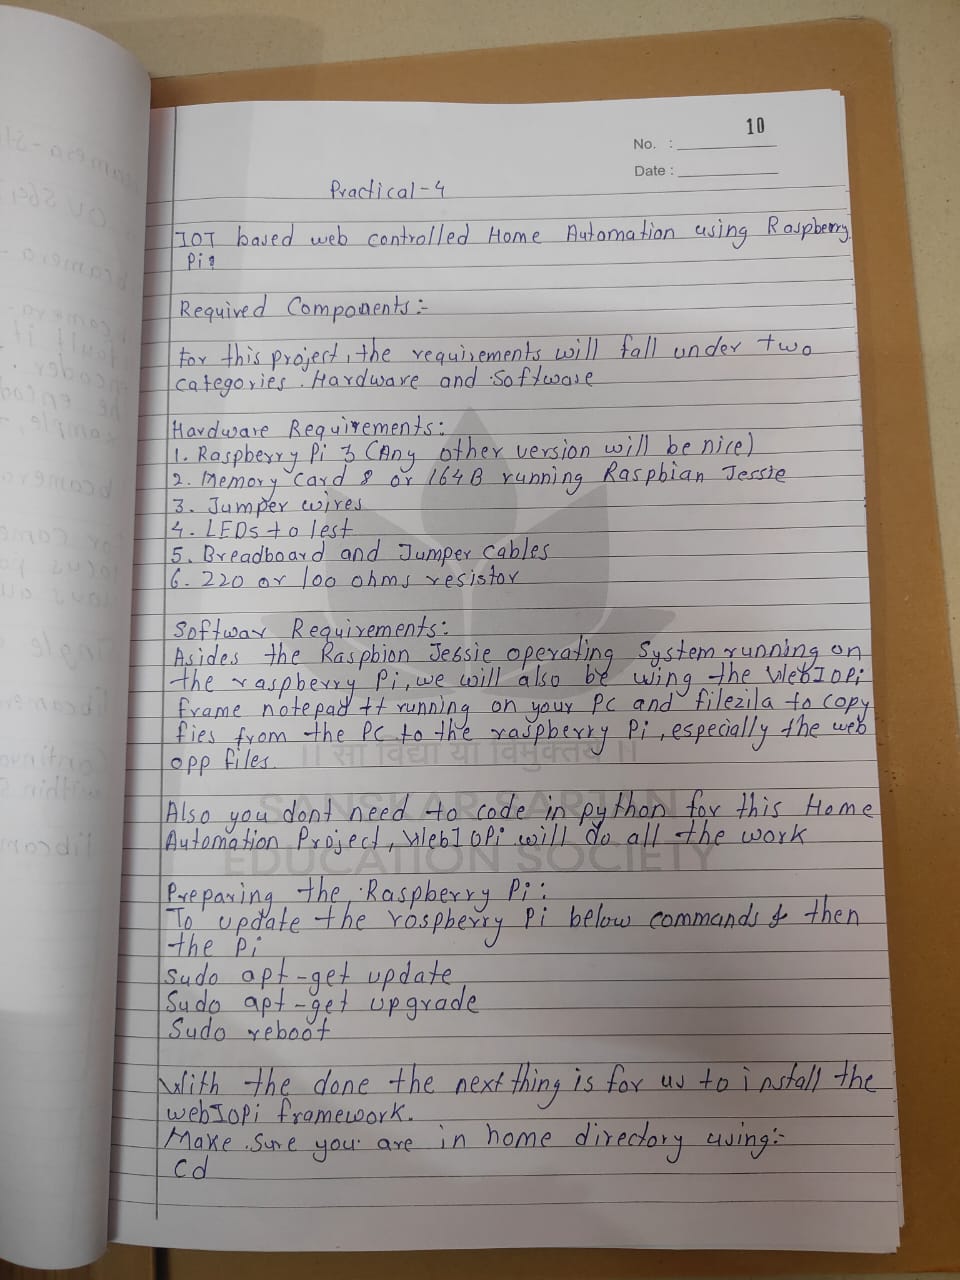 10
No. :
Date :
Practical-4
IOT based web controlled Home Automation using Raspberry
Pi:
Required Components:-
For this project, the requirements will fall under two
categories. Hardware and Software
Hardware Requirements:
1. Raspberry Pi 3 (Any other version will be nice)
2. Memory Card 8 or 164B running Raspbian Jessie
3. Jumper wires
4. LEDs to lest
5. Breadboard and Jumper cables
6. 220 or 100 ohms resistor
Softwar Requirements:
Asides the Raspbion Jessie operating System running on
the raspberry Pi, we will also be using the WebIOPi
frame notepad ++ running on your PC and filezila to copy
fies from the PC to the raspberry Pi, especially the web
opp files.
।। सा विद्या या विमुक्तये ।।
Also you dont need to code in python for this Home
SANSKAR SARJAN
Automation Project, WebIOPi will do all the work
EDUCATION SOCIETY
Preparing the Raspberry Pi:
To update the rospberry Pi below commands & then
the Pi
Sudo apt-get update
Sudo apt-get upgrade
Sudo reboot
With the done the next thing is for us to install the
webIOPi framework.
Make Sure you are in home directory using:-
Cd